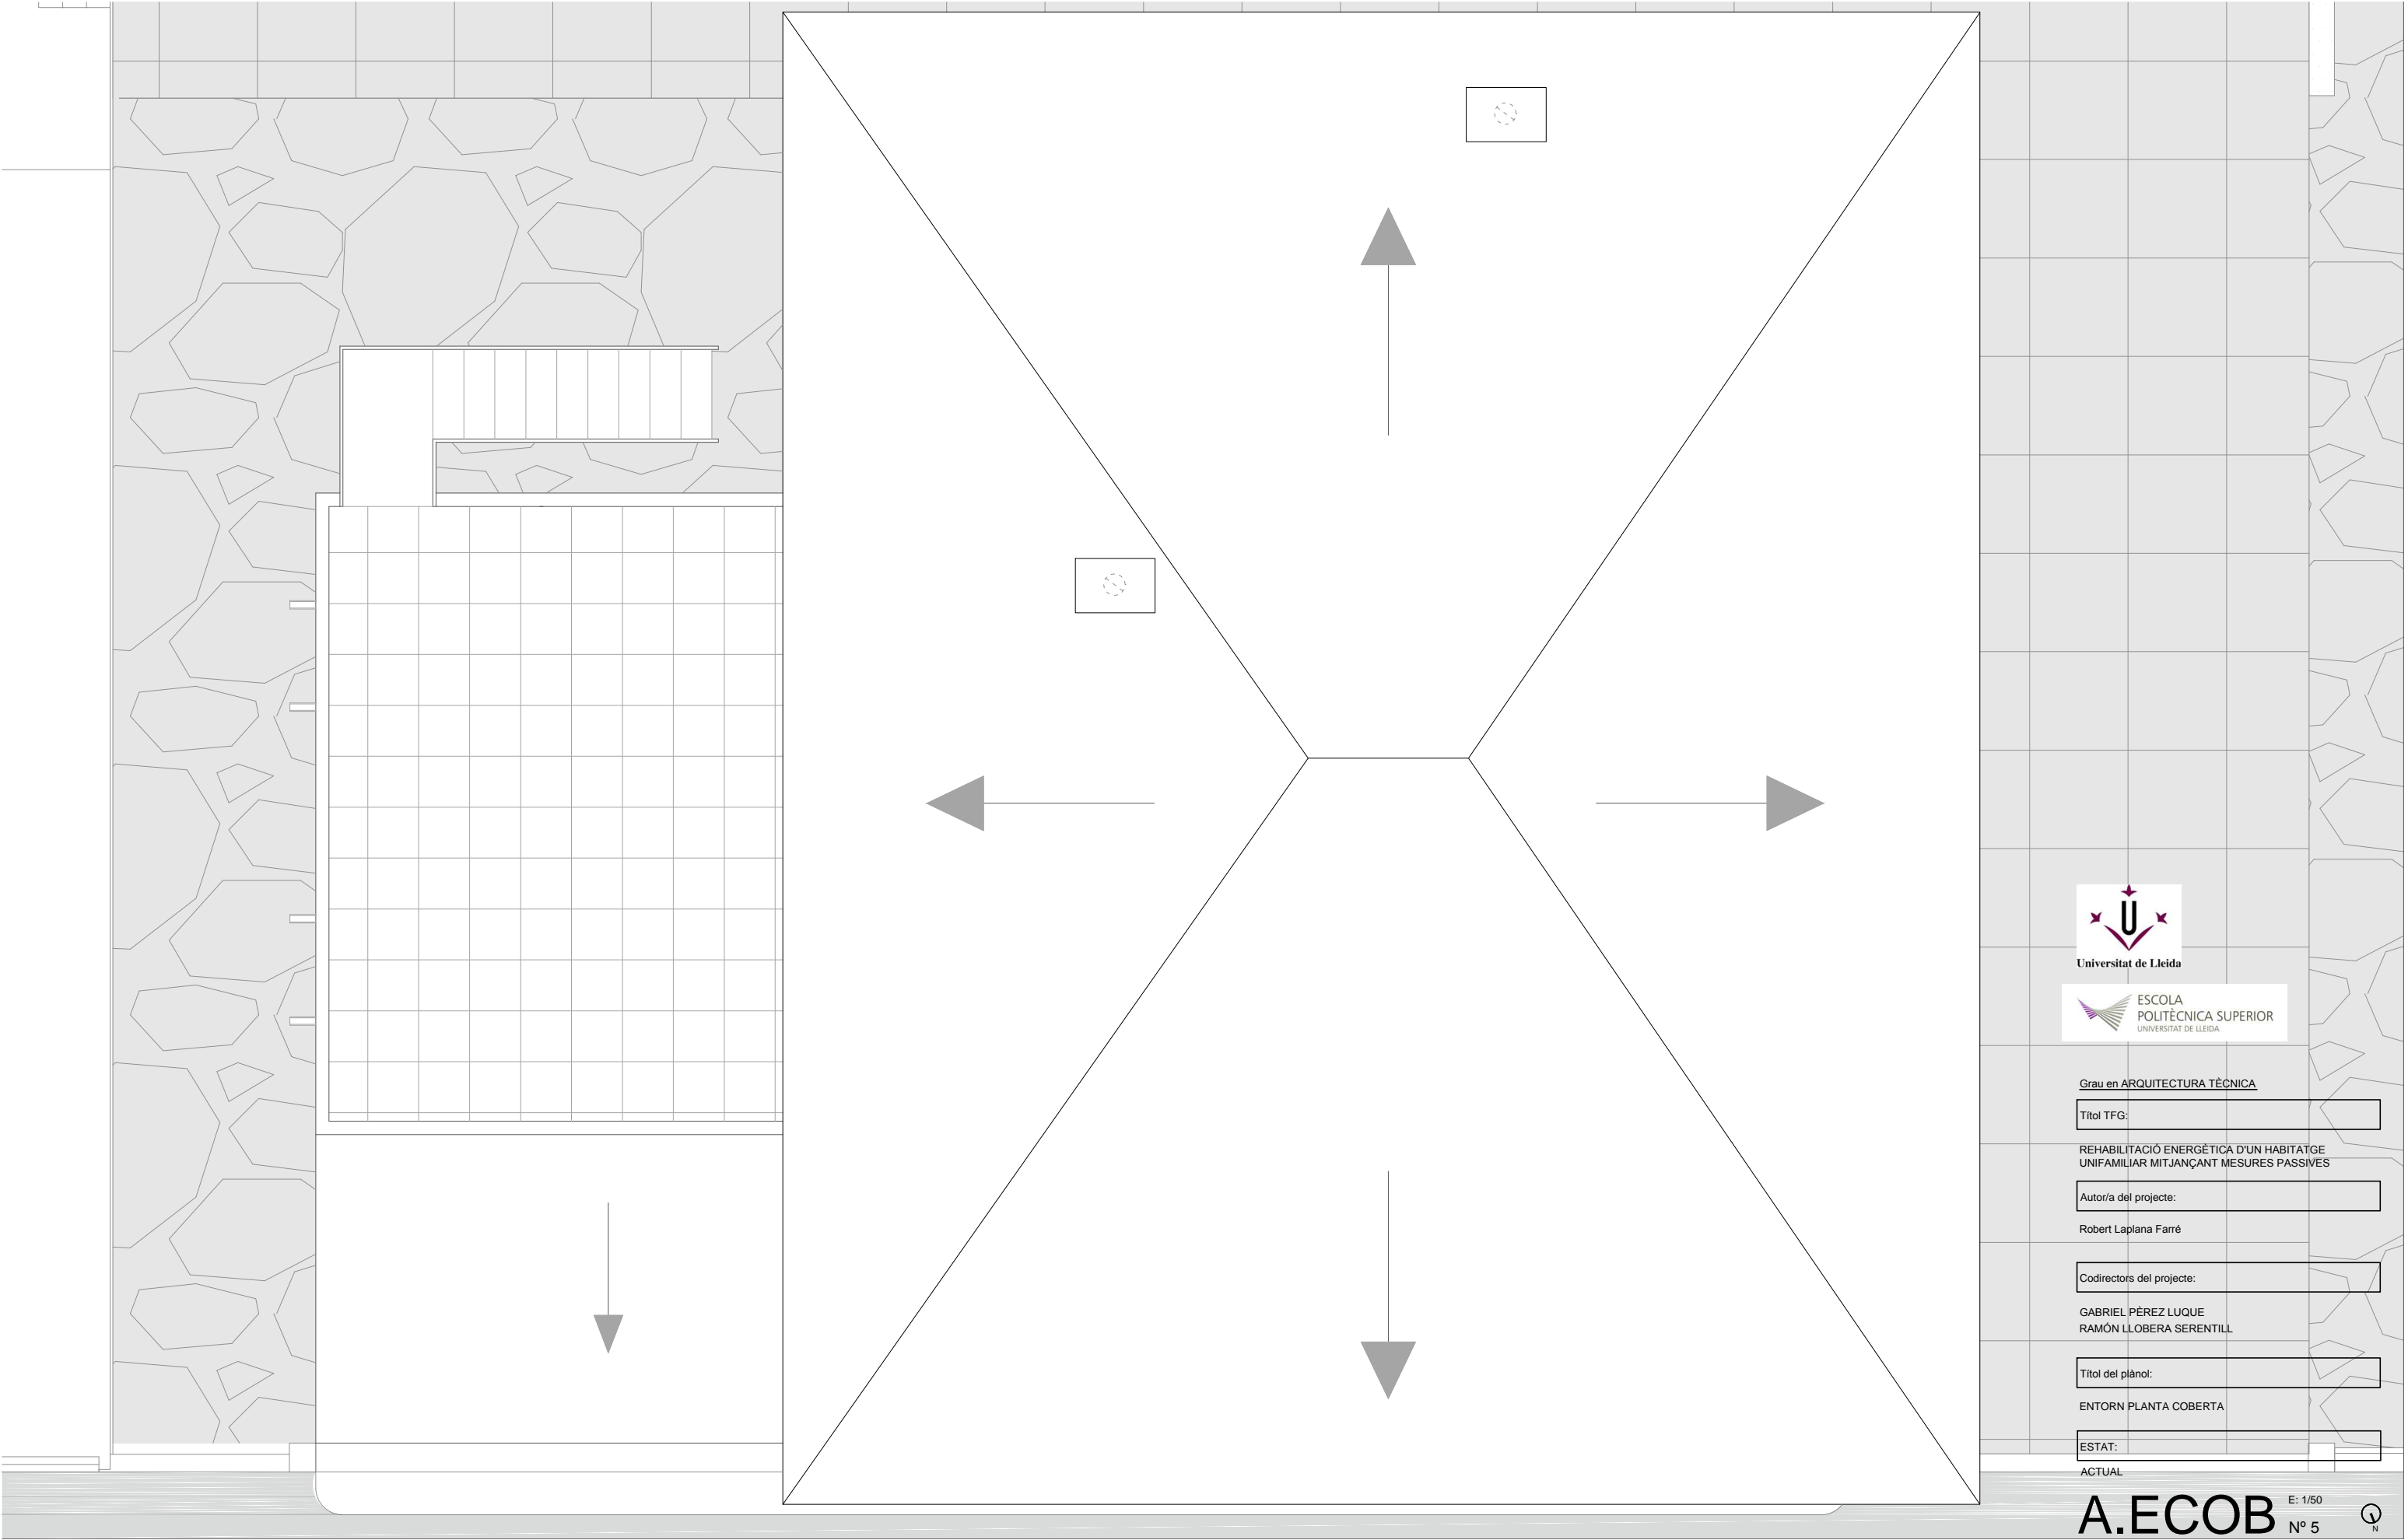 Universitat de Lleida
ESCOLA
POLITÈCNICA SUPERIOR
UNIVERSITAT DE LLEIDA
Grau en ARQUITECTURA TÈCNICA
Títol TFG:
REHABILITACIÓ ENERGÈTICA D'UN HABITATGE
UNIFAMILIAR MITJANÇANT MESURES PASSIVES
Autor/a del projecte:
Robert Laplana Farré
Codirectors del projecte:
GABRIEL PÈREZ LUQUE
RAMÓN LLOBERA SERENTILL
Títol del plànol:
ENTORN PLANTA COBERTA
ESTAT:
ACTUAL
A.ECOB
E: 1/50
Nº 5
N